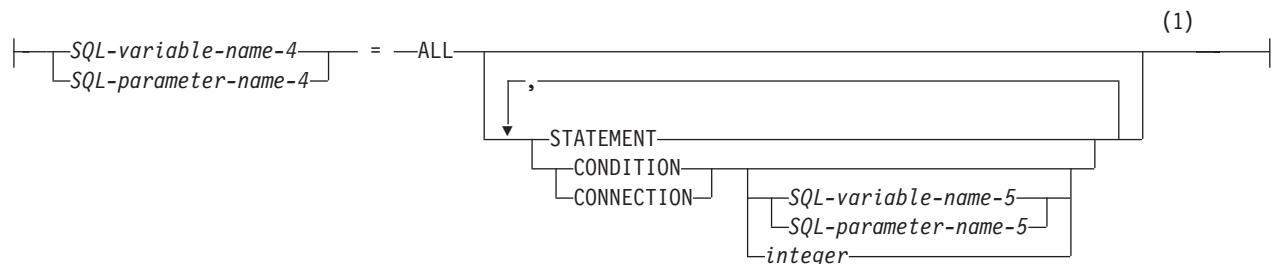 (1)
SQL-variable-name-4 = ALL
SQL-parameter-name-4
,
STATEMENT
CONDITION
CONNECTION SQL-variable-name-5
SQL-parameter-name-5
integer